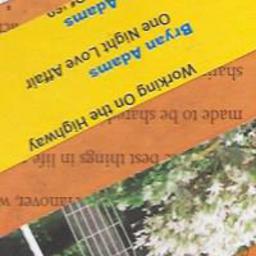 anover, w
best things in life
made to be shar
Working On the Highway
Bryan Adams
One Night Love Affair
Adams